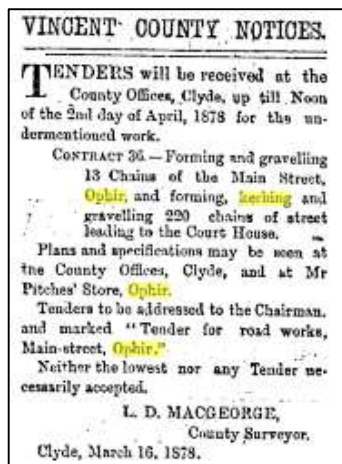 VINCENT COUNTY NOTICES.
TENDERS will be received at the
County Offices, Clyde, up till Noon
of the 2nd day of April, 1878 for the un-
dermentioned work.
CONTRACT 36.—Forming and gravelling
13 Chains of the Main Street,
Ophir, and forming, kerbing and
gravelling 220 chains of street
leading to the Court House.
Plans and specifications may be seen at
the County Offices, Clyde, and at Mr
Pitches' Store, Ophir.
Tenders to be addressed to the Chairman,
and marked "Tender for road works,
Main-street, Ophir."
Neither the lowest nor any Tender ne-
cessarily accepted.
L. D. MACGEORGE,
County Surveyor.
Clyde, March 16, 1878.